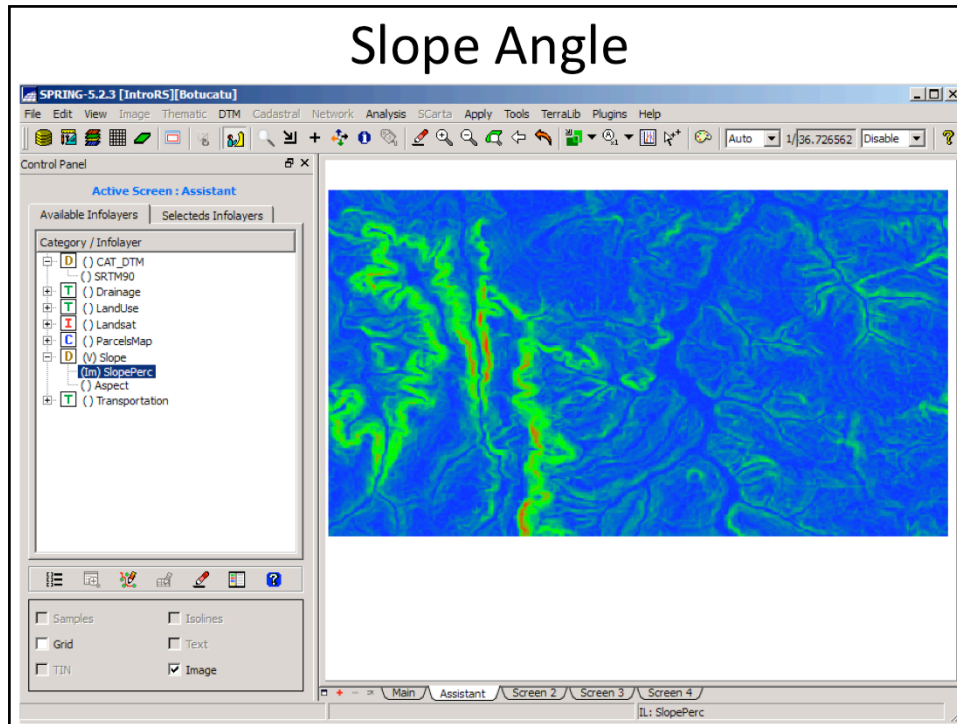 Slope Angle
SPRING-5.2.3 [IntroRS][Botucatu]
File Edit View Image Thematic DTM Cadastral Network Analysis SCarta Apply Tools TerraLib Plugins Help
Auto 1/ 36.726562 Disable
Control Panel
Active Screen : Assistant
Available Infolayers Selecteds Infolayers
Category / Infolayer
D () CAT_DTM
() SRTM90
T () Drainage
T () LandUse
I () Landsat
C () ParcelsMap
D (V) Slope
(Im) SlopePerc
() Aspect
T () Transportation
Samples Isolines
Grid Text
TIN Image
Main Assistant Screen 2 Screen 3 Screen 4
IL: SlopePerc